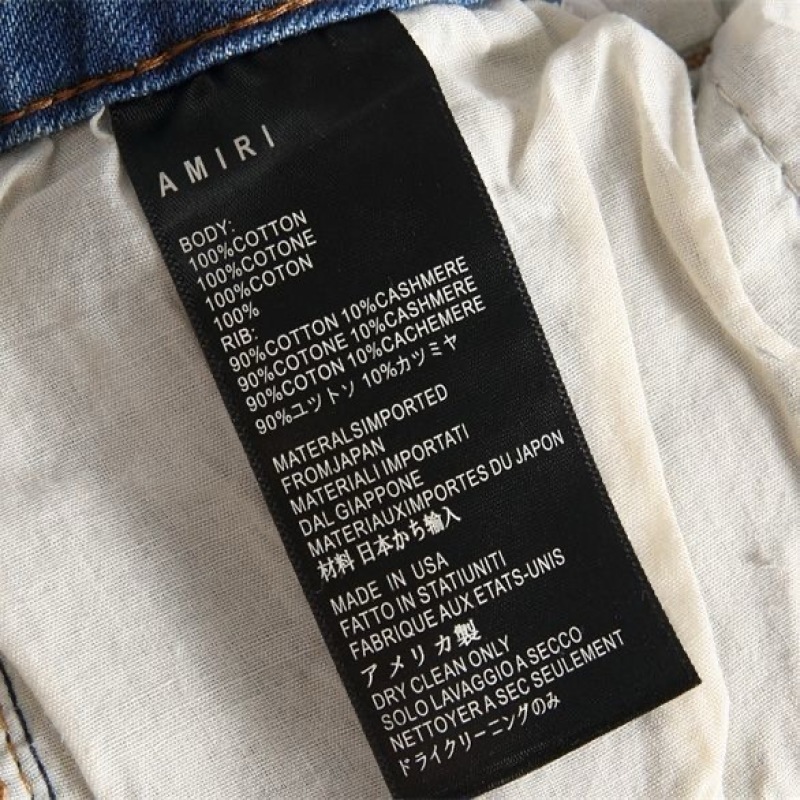 AMIRI
BODY:
100%COTTON
100%COTONE
100%COTON
100%
RIB:
90%COTTON 10%CASHMERE
90%COTONE 10%CASHMERE
90%COTON 10%CACHEMERE
90%ユットソ 10%カツミヤ
MATERALSIMPORTED
FROMJAPAN
MATERIALI IMPORTATI
DAL GIAPPONE
MATERIAUXIMPORTES DU JAPON
材料 日本から輸入
MADE IN USA
FATTO IN STATIUNITI
FABRIQUE AUX ETATS-UNIS
アメリカ製
DRY CLEAN ONLY
SOLO LAVAGGIO A SECCO
NETTOYER A SEC SEULEMENT
ドライクリーニングのみ